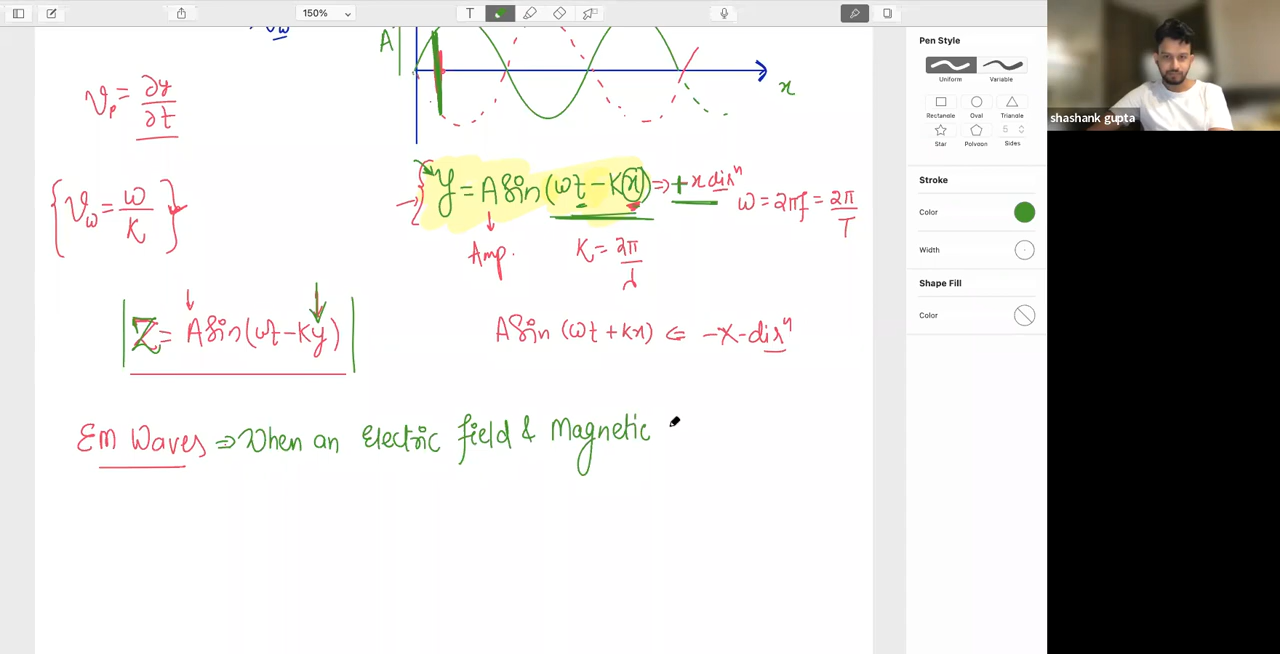 150%
T
Pen Style
Uniform
Variable
Rectangle
Oval
Triangle
Star
Polygon
Sides
5
Stroke
Color
Width
Shape Fill
Color
shashank gupta
A
x
Vp = ∂y/∂t
y = A sin(ωt − Kx) ⇒ +x dirⁿ
ω = 2πf = 2π/T
{Vω = ω/K}
Amp.
K = 2π/λ
Z = A sin(ωt − Ky)
A sin (ωt + kx) ⇐ −x-dirⁿ
Em Waves ⇒ When an Electric field & Magnetic